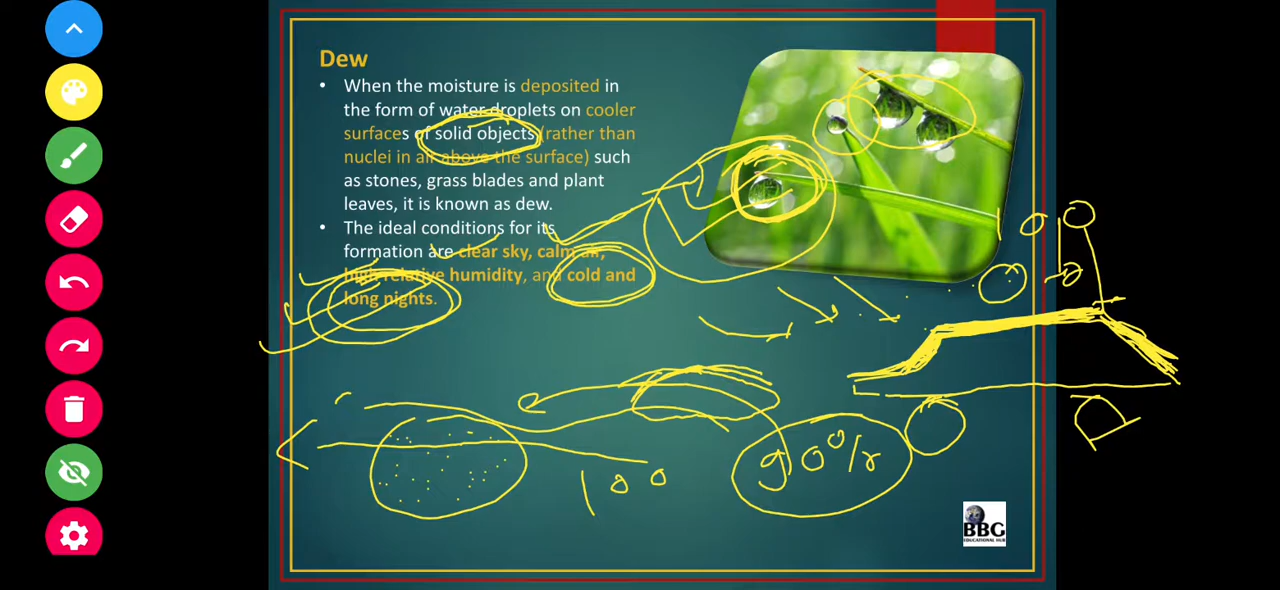 Dew
• When the moisture is deposited in
the form of water droplets on cooler
surfaces of solid objects (rather than
nuclei in air above the surface) such
as stones, grass blades and plant
leaves, it is known as dew.
• The ideal conditions for its
formation are clear sky, calm air,
high relative humidity, and cold and
long nights.
100
90%
BBG
EDUCATIONAL HUB